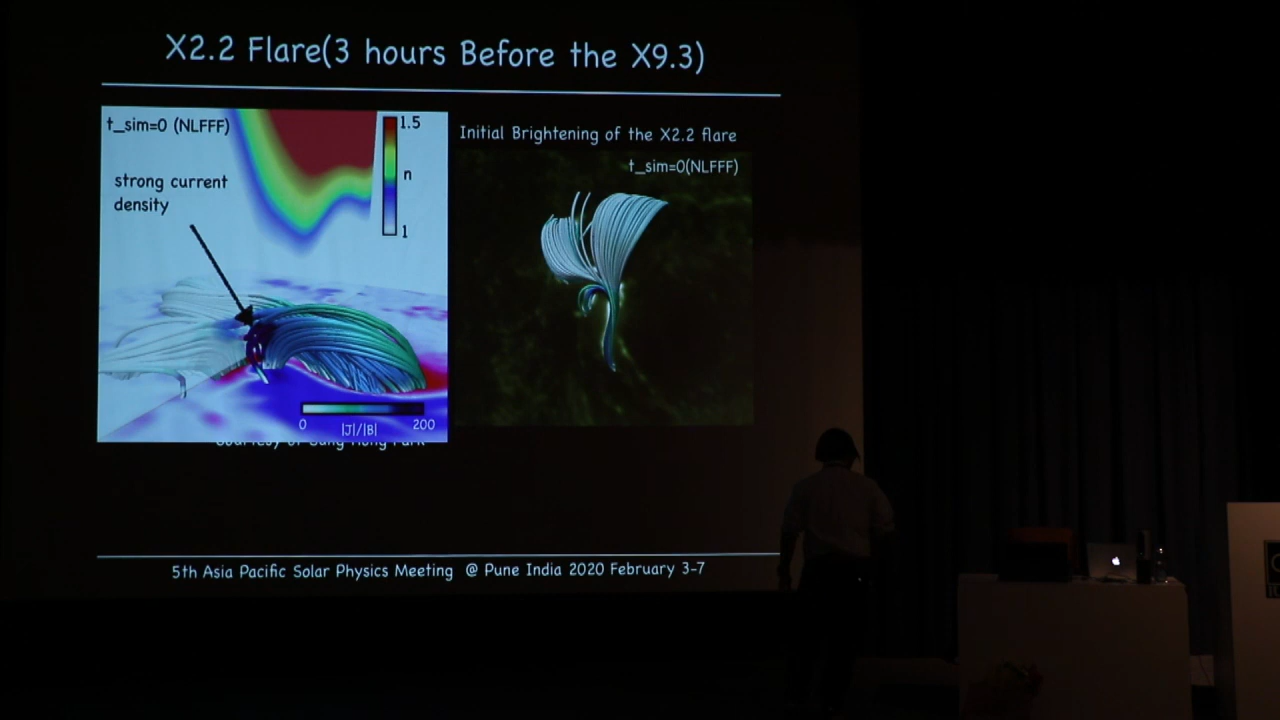 X2.2 Flare(3 hours Before the X9.3)
t_sim=0 (NLFFF)
1.5
n
1
strong current
density
0
|J|/|B|
200
Initial Brightening of the X2.2 flare
t_sim=0(NLFFF)
5th Asia Pacific Solar Physics Meeting @ Pune India 2020 February 3-7